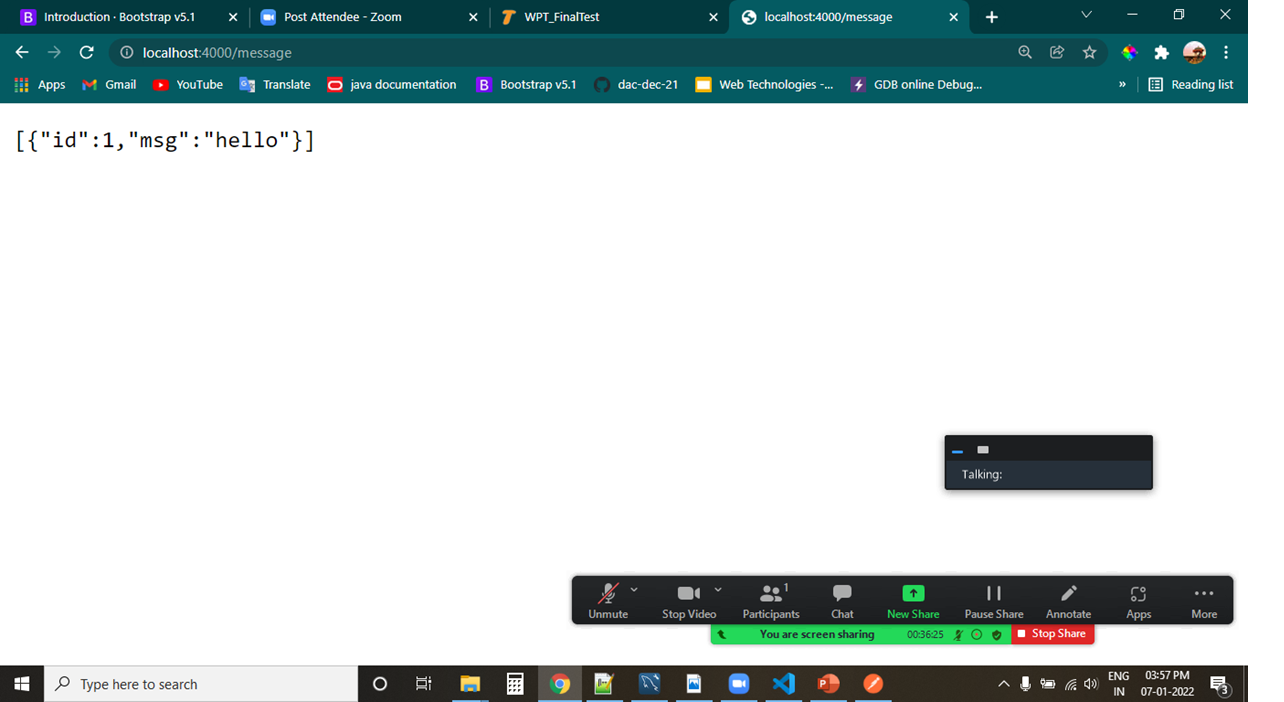 Introduction · Bootstrap v5.1
Post Attendee - Zoom
WPT_FinalTest
localhost:4000/message
localhost:4000/message
Apps
Gmail
YouTube
Translate
java documentation
Bootstrap v5.1
dac-dec-21
Web Technologies -...
GDB online Debug...
»
Reading list
[{"id":1,"msg":"hello"}]
Talking:
Unmute
Stop Video
Participants
1
Chat
New Share
Pause Share
Annotate
Apps
More
You are screen sharing
00:36:25
Stop Share
Type here to search
ENG
IN
03:57 PM
07-01-2022
3